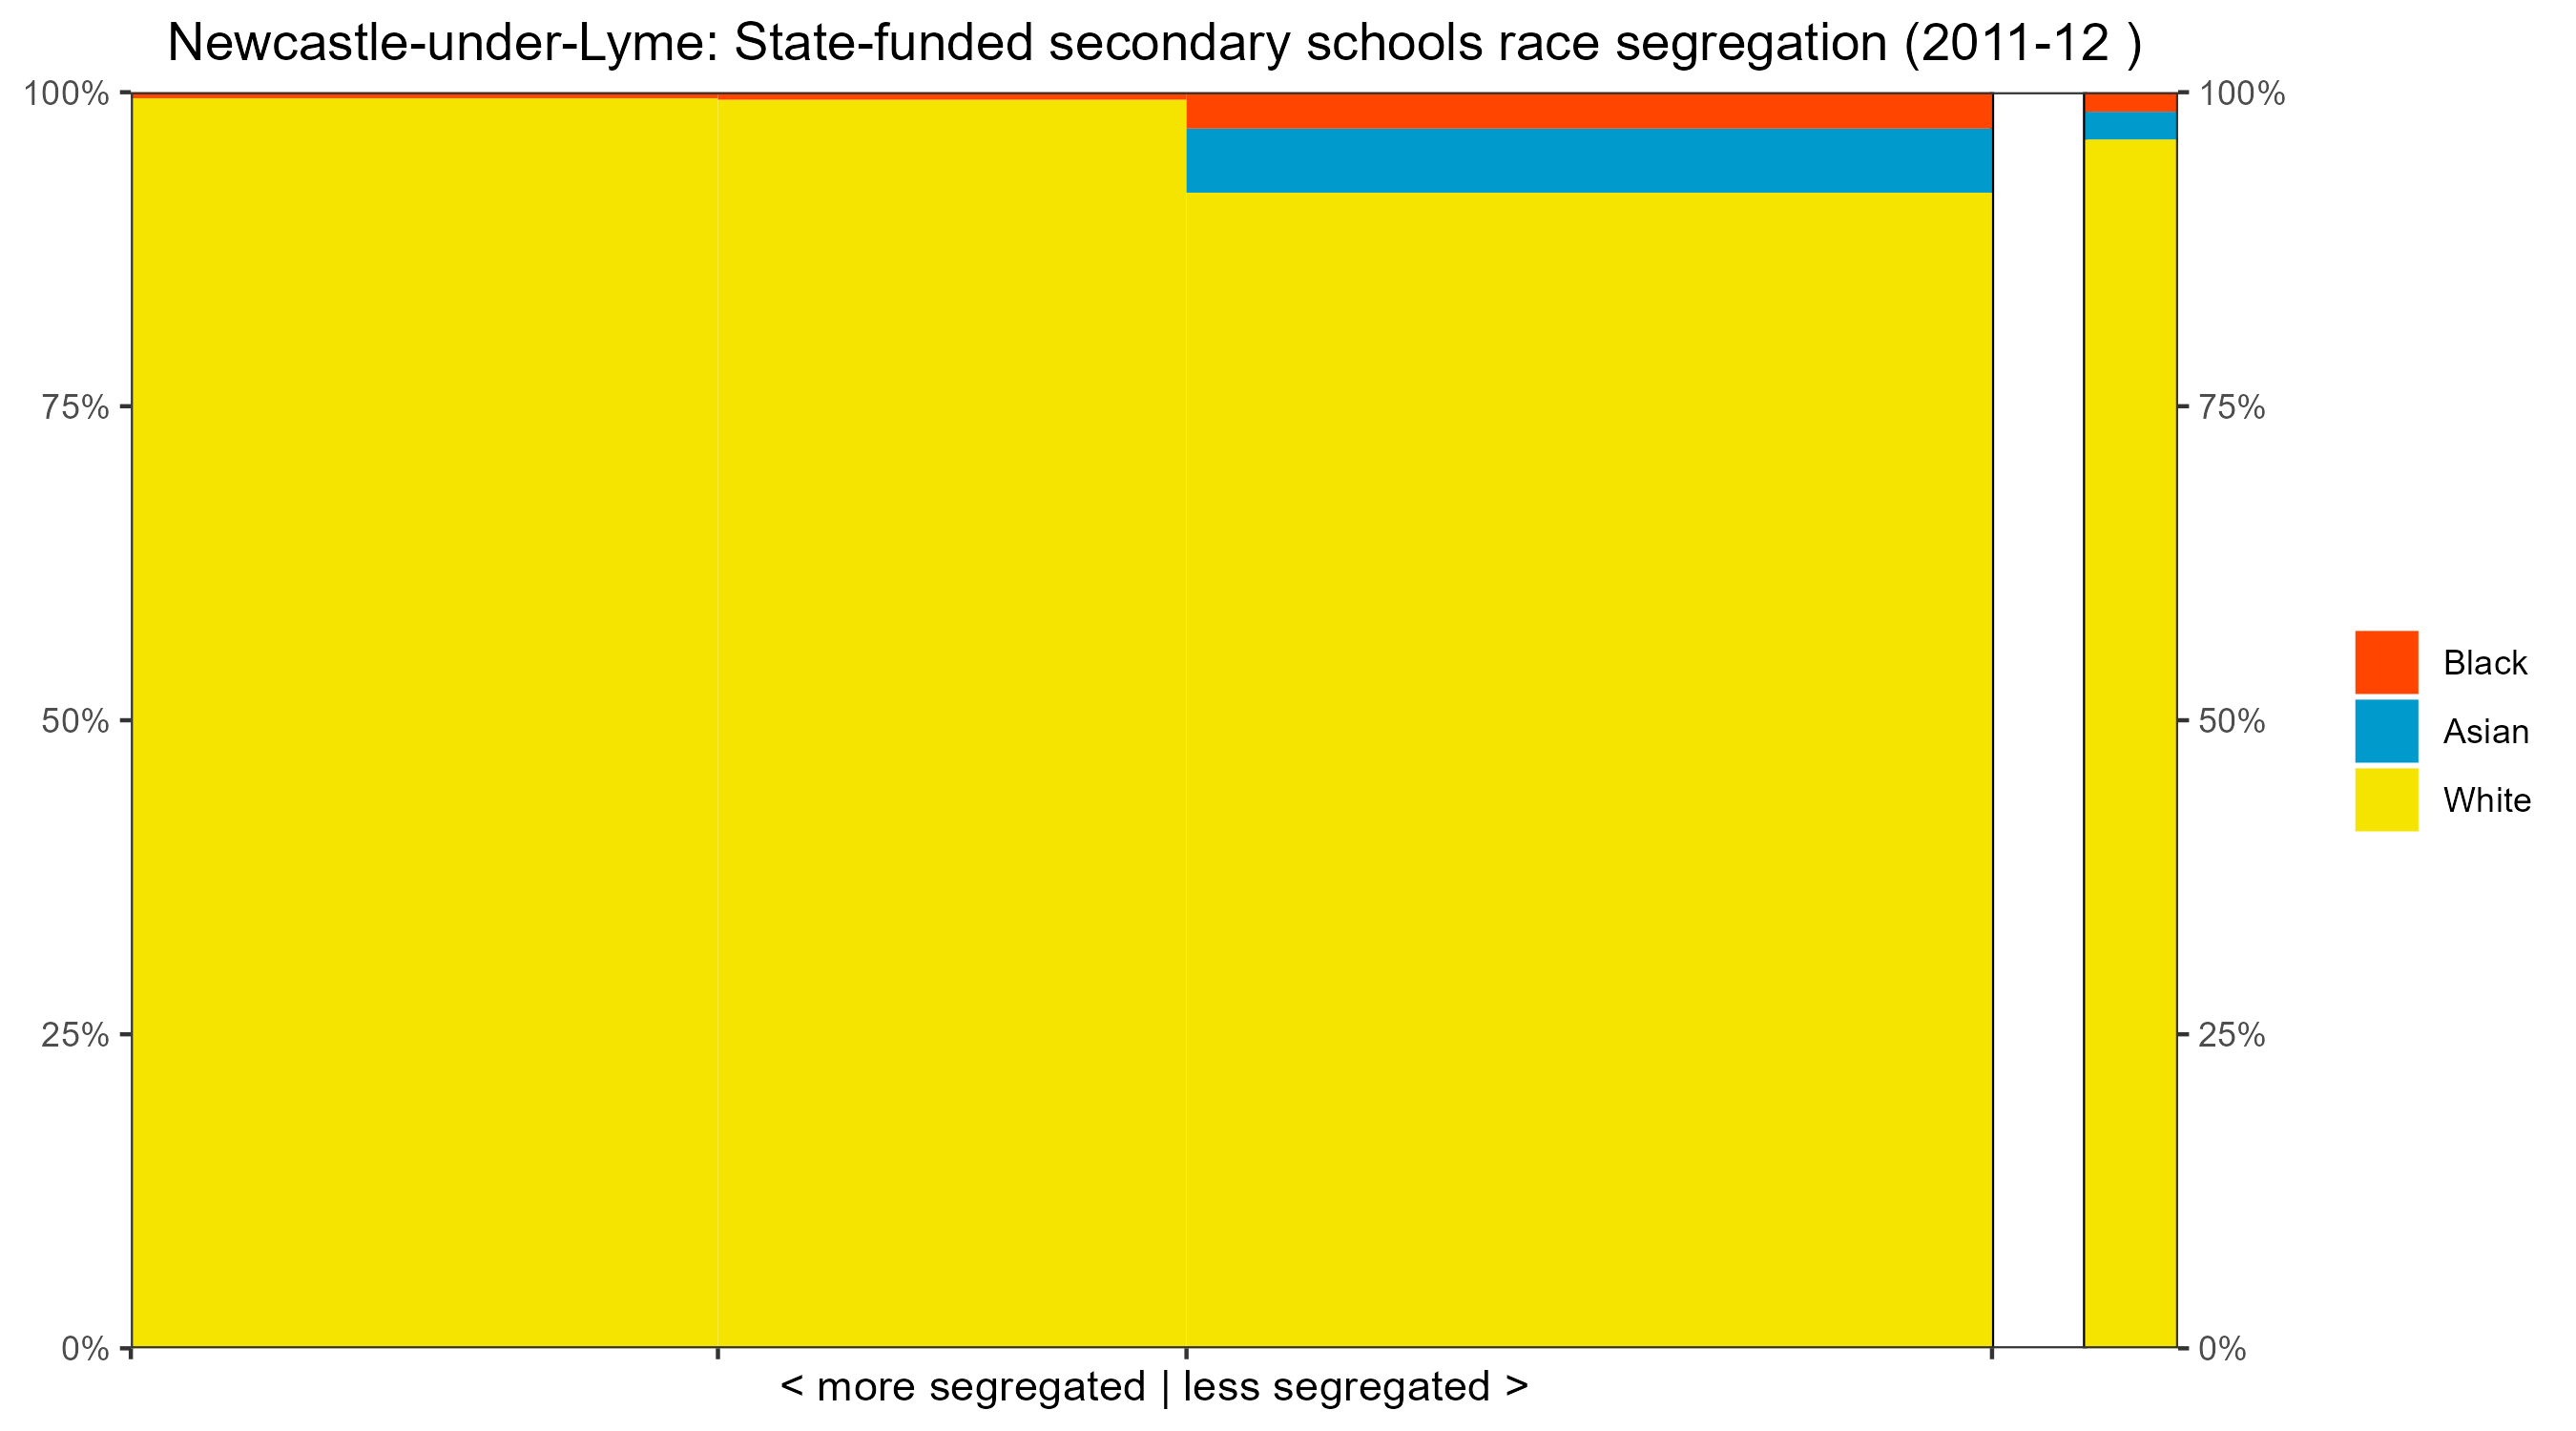 Newcastle-under-Lyme: State-funded secondary schools race segregation (2011-12 )
100%
75%
50%
25%
0%
100%
75%
50%
25%
0%
Black
Asian
White
< more segregated | less segregated >